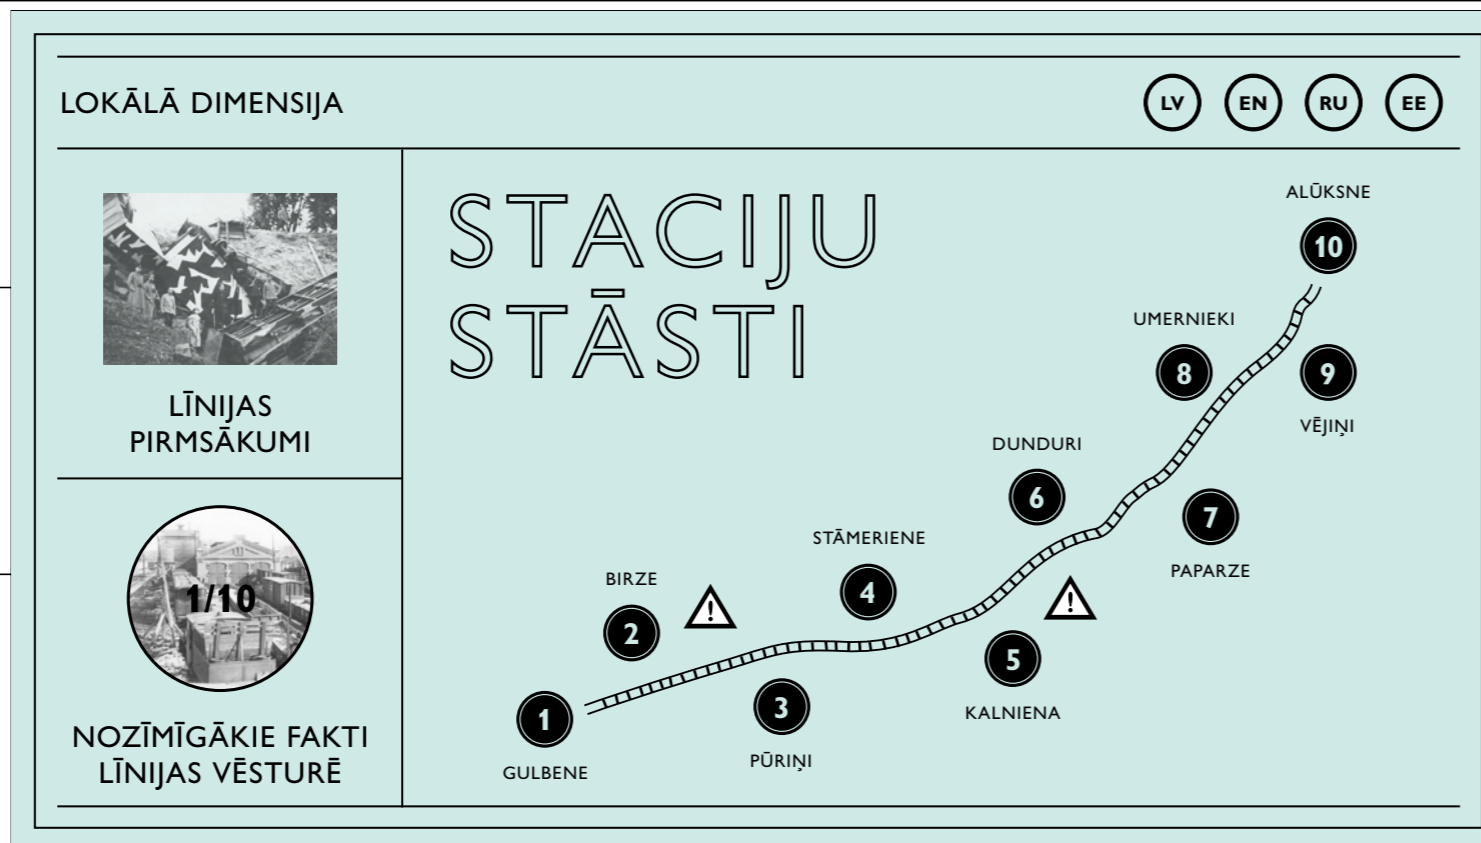 LOKĀLĀ DIMENSIJA
LV
EN
RU
EE
LĪNIJAS
PIRMSĀKUMI
1/10
NOZĪMĪGĀKIE FAKTI
LĪNIJAS VĒSTURĒ
STACIJU
STĀSTI
ALŪKSNE
10
UMERNIEKI
8
9
VĒJIŅI
DUNDURI
6
7
PAPARZE
STĀMERIENE
4
BIRZE
2
!
!
5
KALNIENA
3
PŪRIŅI
1
GULBENE